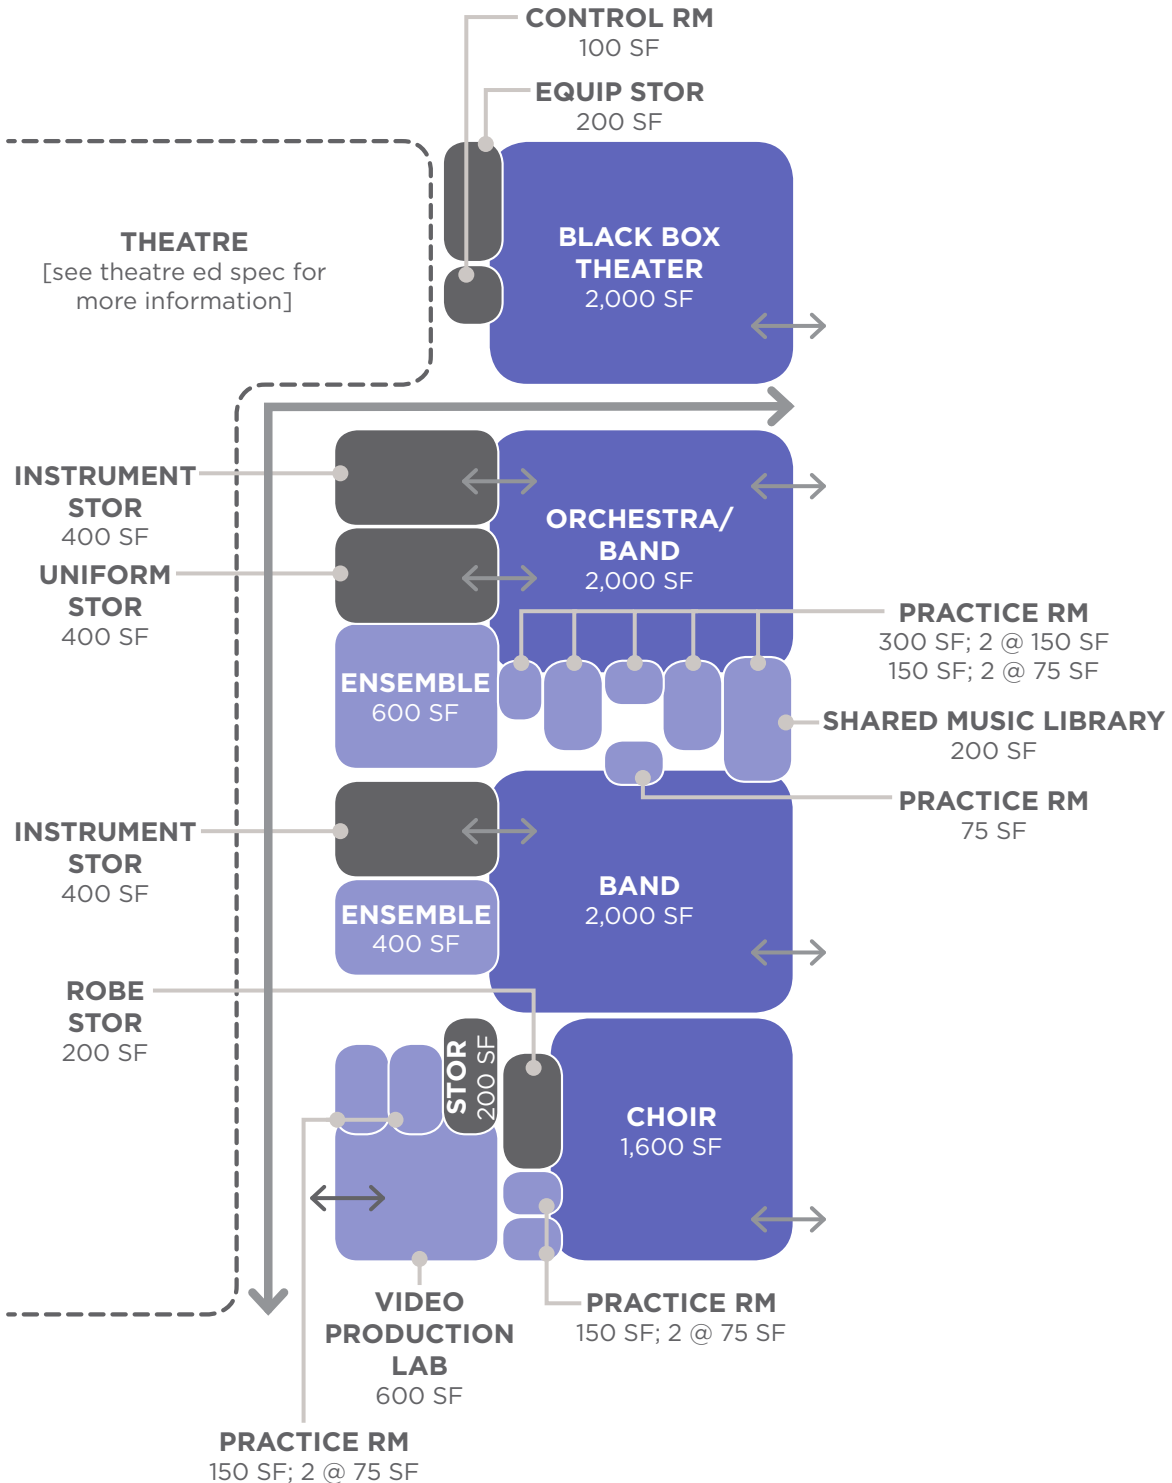 CONTROL RM
100 SF
EQUIP STOR
200 SF
THEATRE
[see theatre ed spec for
more information]
BLACK BOX
THEATER
2,000 SF
INSTRUMENT
STOR
400 SF
UNIFORM
STOR
400 SF
ORCHESTRA/
BAND
2,000 SF
PRACTICE RM
300 SF; 2 @ 150 SF
150 SF; 2 @ 75 SF
ENSEMBLE
600 SF
SHARED MUSIC LIBRARY
200 SF
PRACTICE RM
75 SF
INSTRUMENT
STOR
400 SF
BAND
2,000 SF
ENSEMBLE
400 SF
ROBE
STOR
200 SF
STOR
200 SF
CHOIR
1,600 SF
VIDEO
PRODUCTION
LAB
600 SF
PRACTICE RM
150 SF; 2 @ 75 SF
PRACTICE RM
150 SF; 2 @ 75 SF